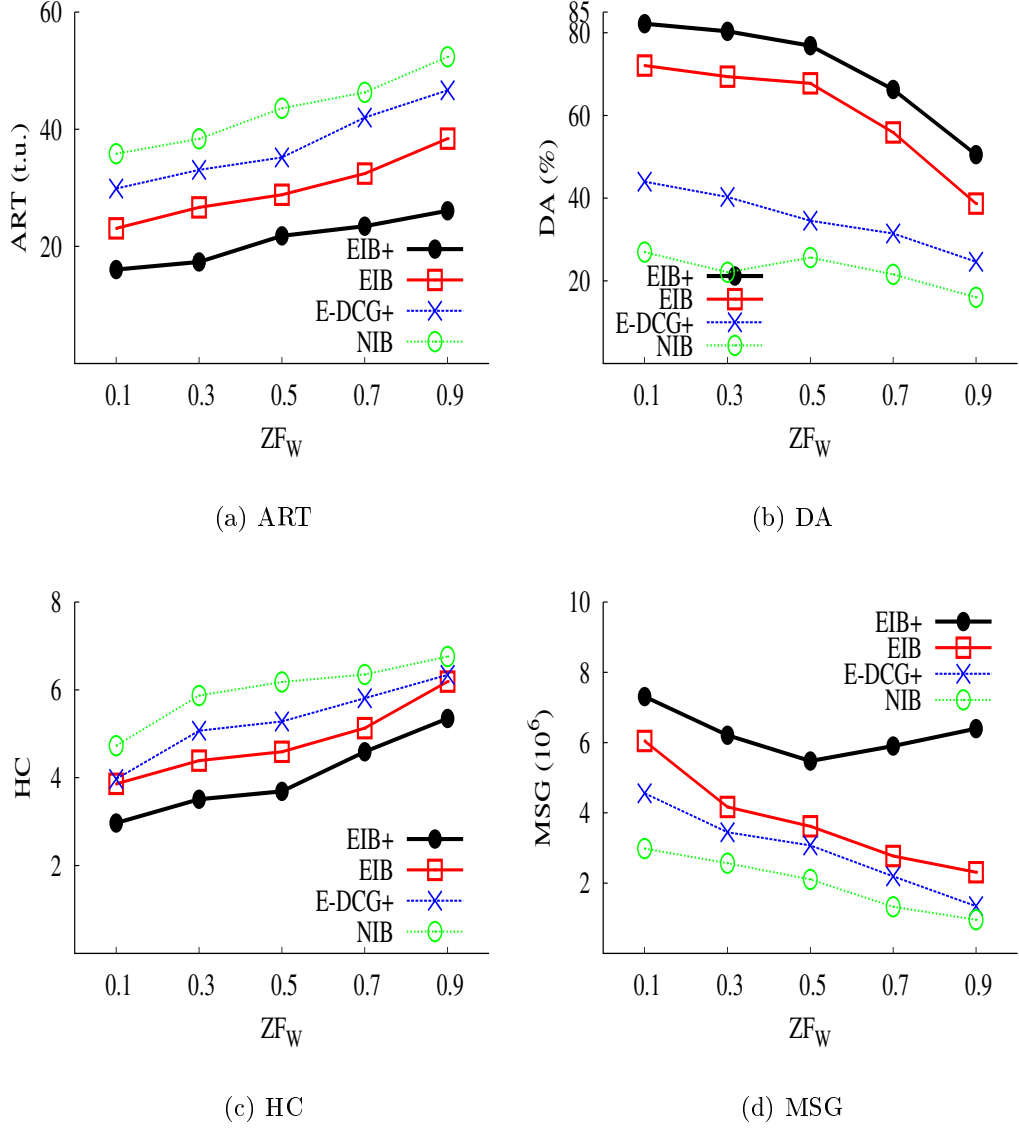 60
40
20
ART (t.u.)
EIB+
EIB
E-DCG+
NIB
0.1 0.3 0.5 0.7 0.9
ZF_W
(a) ART
85
80
60
40
20
DA (%)
EIB+
EIB
E-DCG+
NIB
0.1 0.3 0.5 0.7 0.9
ZF_W
(b) DA
8
6
4
2
HC
EIB+
EIB
E-DCG+
NIB
0.1 0.3 0.5 0.7 0.9
ZF_W
(c) HC
10
8
6
4
2
MSG (10^6)
EIB+
EIB
E-DCG+
NIB
0.1 0.3 0.5 0.7 0.9
ZF_W
(d) MSG